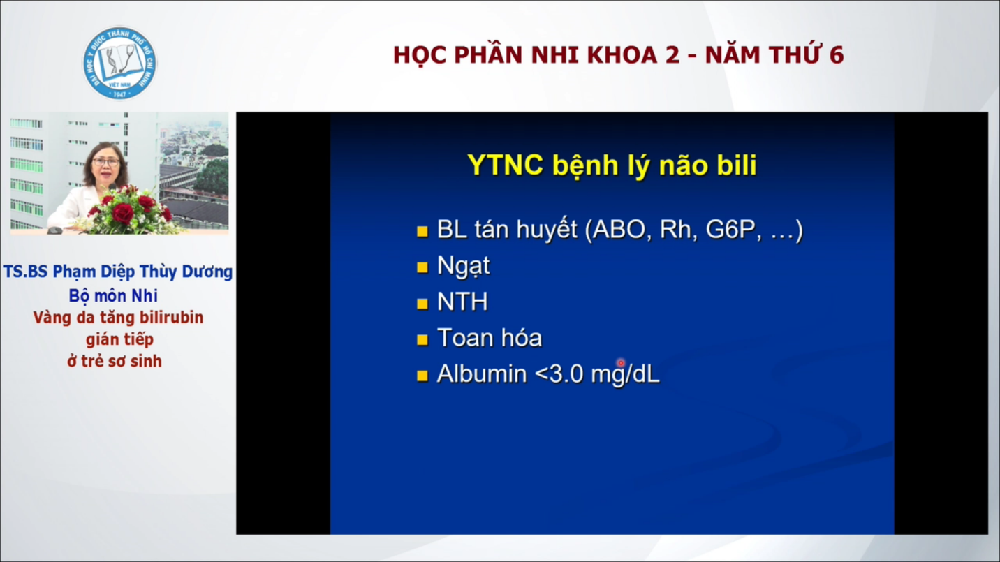 ĐẠI HỌC Y DƯỢC THÀNH PHỐ HỒ CHÍ MINH
VIỆT NAM
1947
HỌC PHẦN NHI KHOA 2 - NĂM THỨ 6
TS.BS Phạm Diệp Thùy Dương
Bộ môn Nhi
Vàng da tăng bilirubin
gián tiếp
ở trẻ sơ sinh
YTNC bệnh lý não bili
BL tán huyết (ABO, Rh, G6P, …)
Ngạt
NTH
Toan hóa
Albumin <3.0 mg/dL